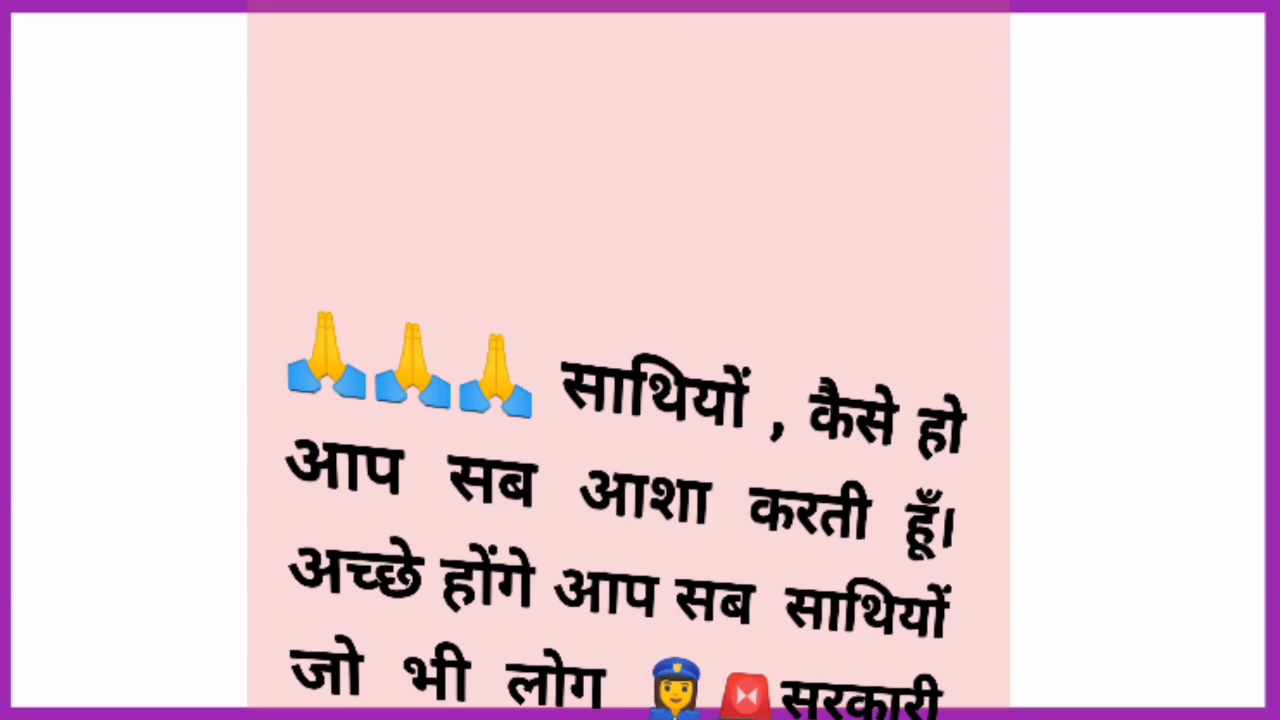 🙏🙏🙏 साथियों , कैसे हो
आप सब आशा करती हूँ।
अच्छे होंगे आप सब साथियों
जो भी लोग 👮‍♀️🚨सरकारी